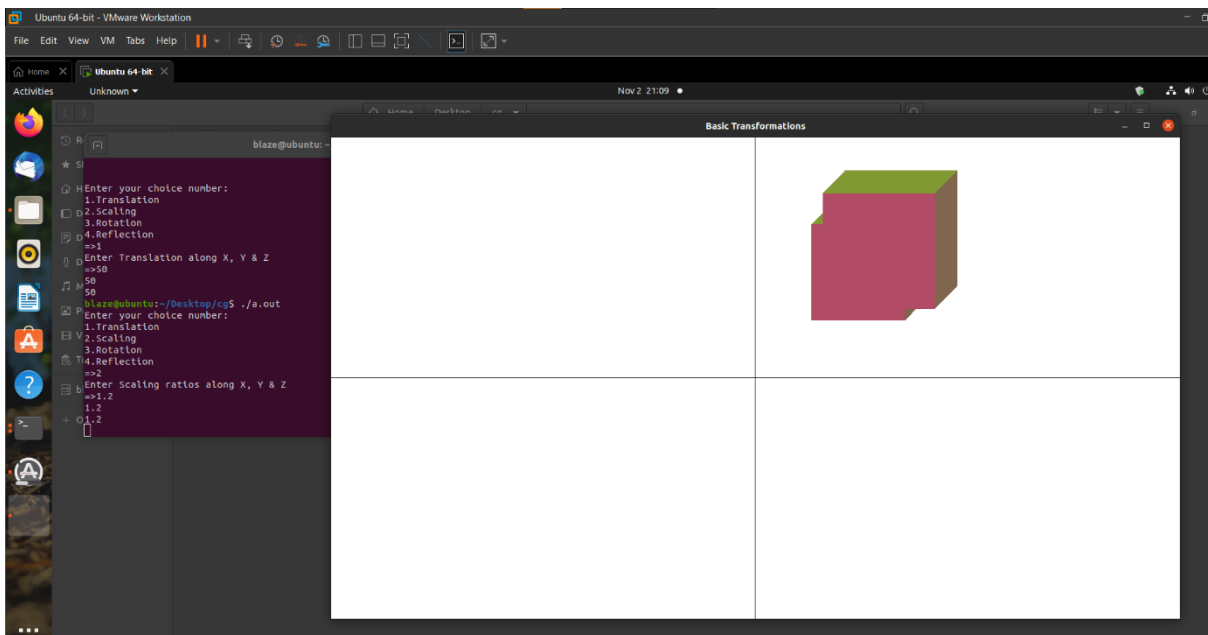 Ubuntu 64-bit - VMware Workstation
File Edit View VM Tabs Help
Home
Ubuntu 64-bit
Activities
Unknown
Nov 2 21:09
Home Desktop cg
Basic Transformations
blaze@ubuntu: ~
Enter your choice number:
1.Translation
2.Scaling
3.Rotation
4.Reflection
=>1
Enter Translation along X, Y & Z
=>50
50
50
blaze@ubuntu:~/Desktop/cg$ ./a.out
Enter your choice number:
1.Translation
2.Scaling
3.Rotation
4.Reflection
=>2
Enter Scaling ratios along X, Y & Z
=>1.2
1.2
1.2